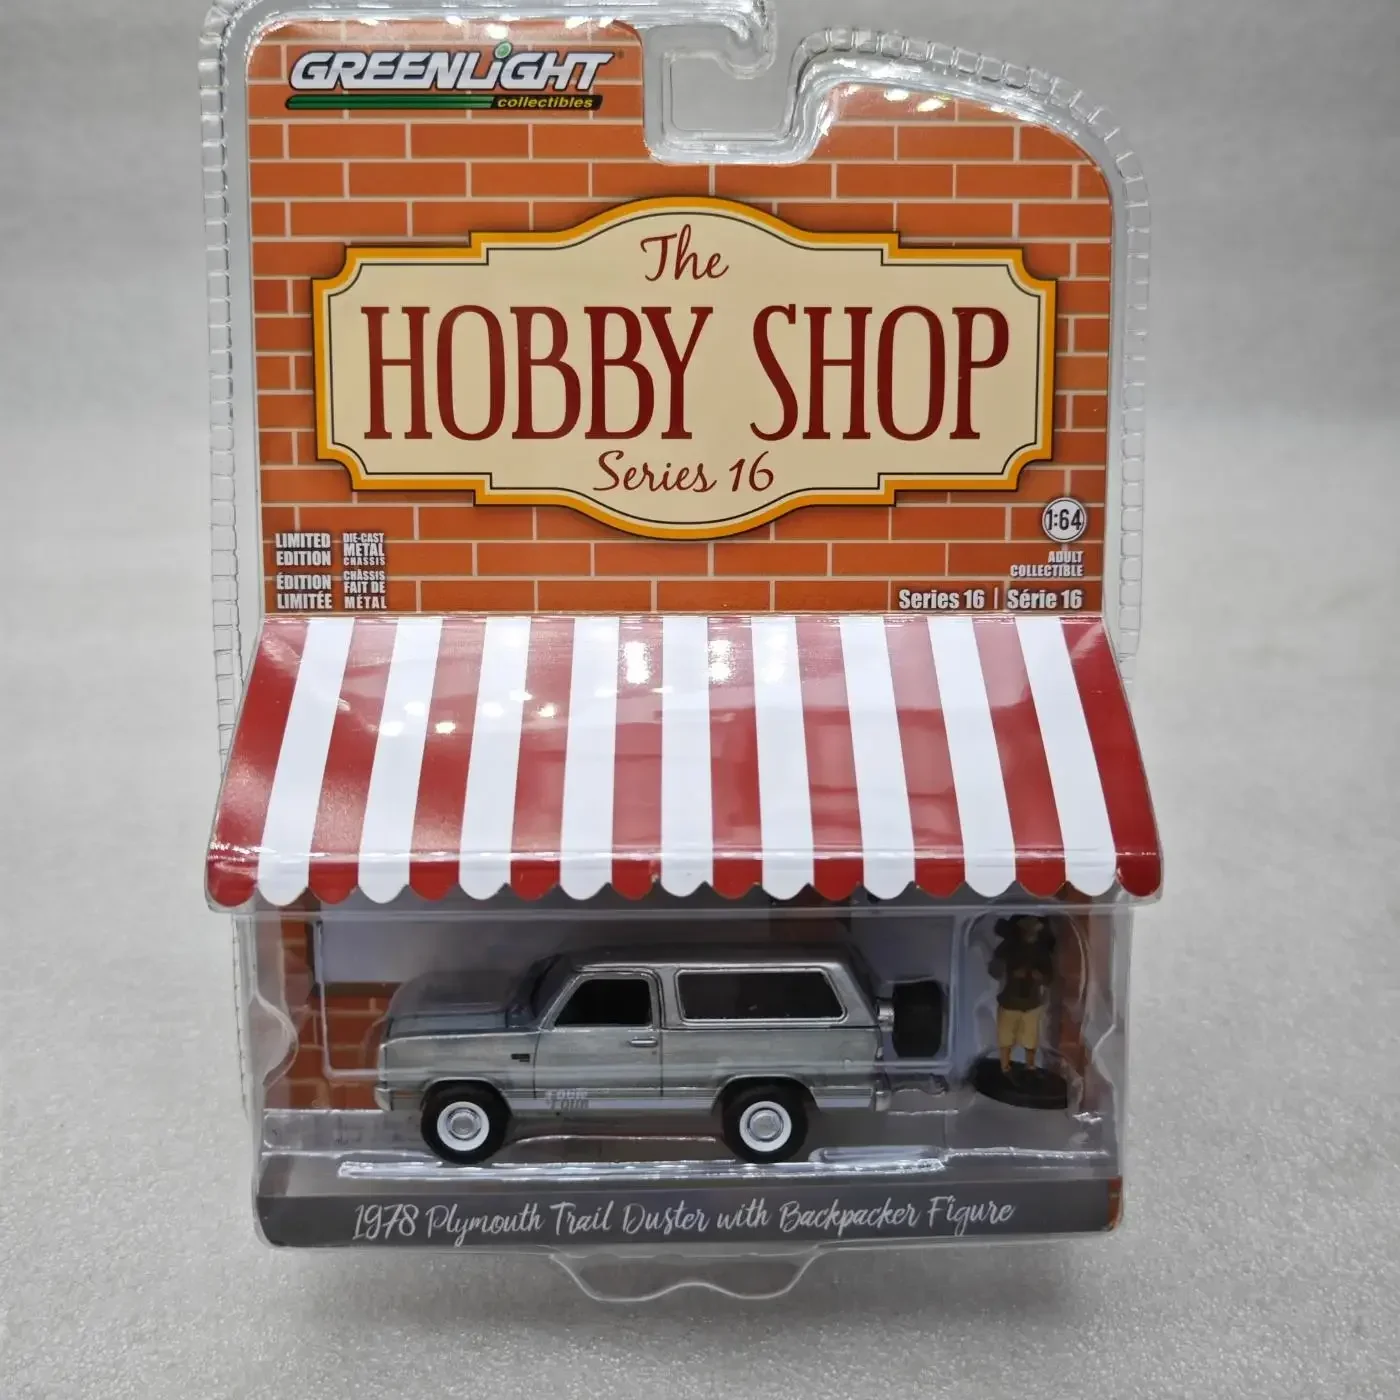 GREENLiGHT
collectibles
The
HOBBY SHOP
Series 16
1:64
LIMITED
EDITION
ÉDITION
LIMITÉE
DIE-CAST
METAL
CHASSIS
CHÂSSIS
FAIT DE
MÉTAL
ADULT
COLLECTIBLE
Series 16 | Série 16
1978 Plymouth Trail Duster with Backpacker Figure